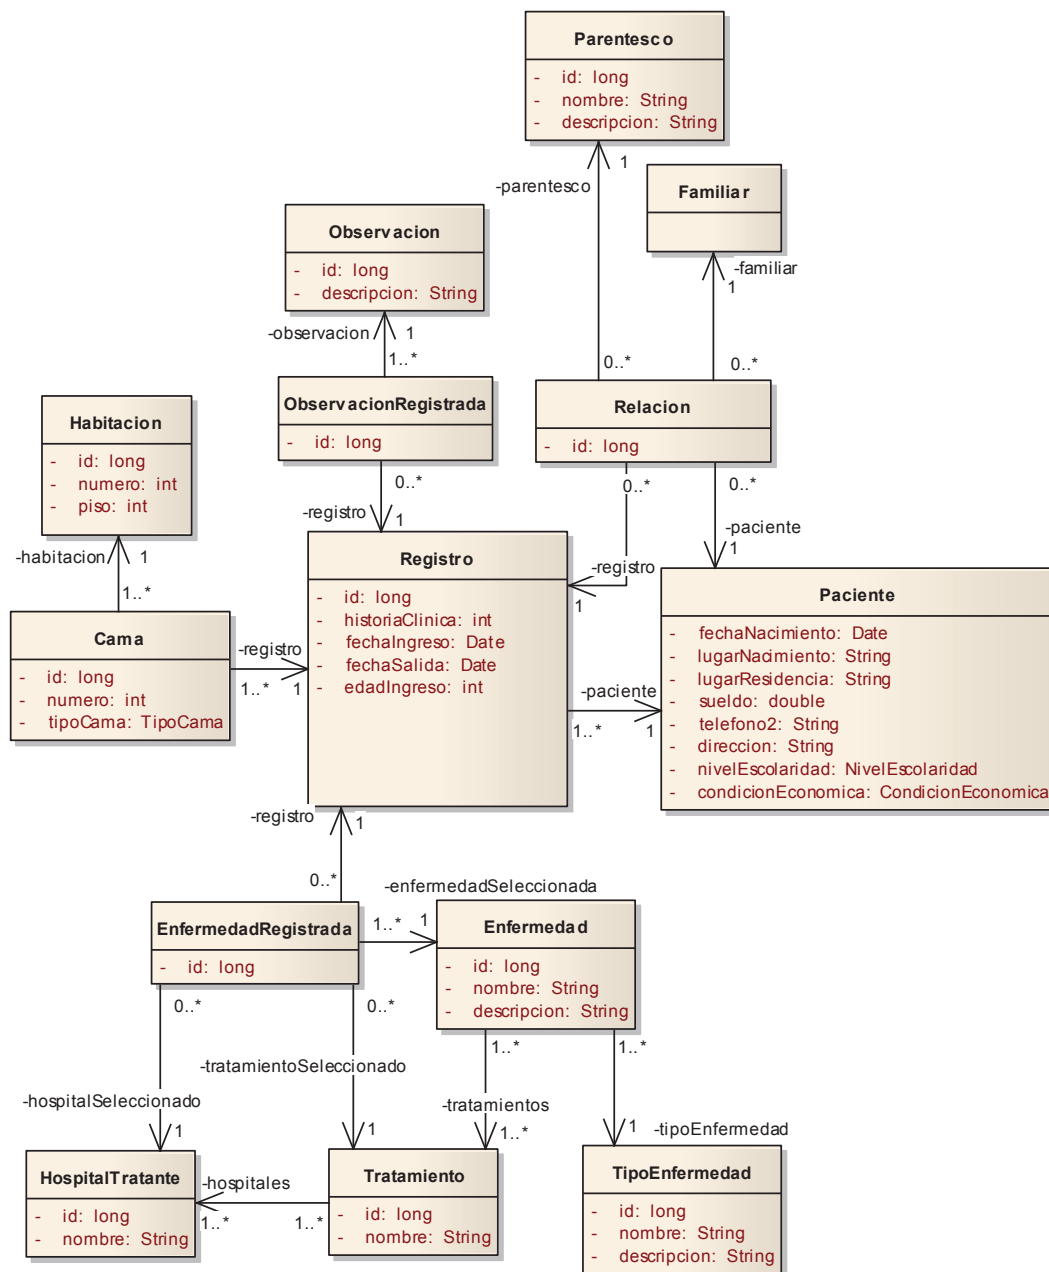 Parentesco
- id: long
- nombre: String
- descripcion: String
1
-parentesco
Familiar
-familiar
1
Observacion
- id: long
- descripcion: String
-observacion
1
1..*
0..*
0..*
ObservacionRegistrada
- id: long
Relacion
- id: long
Habitacion
- id: long
- numero: int
- piso: int
-habitacion
1
1..*
0..*
-registro
1
0..*
-registro
1
0..*
-paciente
1
Cama
- id: long
- numero: int
- tipoCama: TipoCama
-registro
1..*
1
Registro
- id: long
- historiaClinica: int
- fechaIngreso: Date
- fechaSalida: Date
- edadIngreso: int
-paciente
1..*
1
Paciente
- fechaNacimiento: Date
- lugarNacimiento: String
- lugarResidencia: String
- sueldo: double
- telefono2: String
- direccion: String
- nivelEscolaridad: NivelEscolaridad
- condicionEconomica: CondicionEconomica
-registro
1
0..*
-enfermedadSeleccionada
1..*
1
EnfermedadRegistrada
- id: long
Enfermedad
- id: long
- nombre: String
- descripcion: String
0..*
0..*
1..*
1..*
-tratamientoSeleccionado
-hospitalSeleccionado
-tratamientos
1
1
1..*
1
-tipoEnfermedad
HospitalTratante
- id: long
- nombre: String
-hospitales
1..*
1..*
Tratamiento
- id: long
- nombre: String
TipoEnfermedad
- id: long
- nombre: String
- descripcion: String